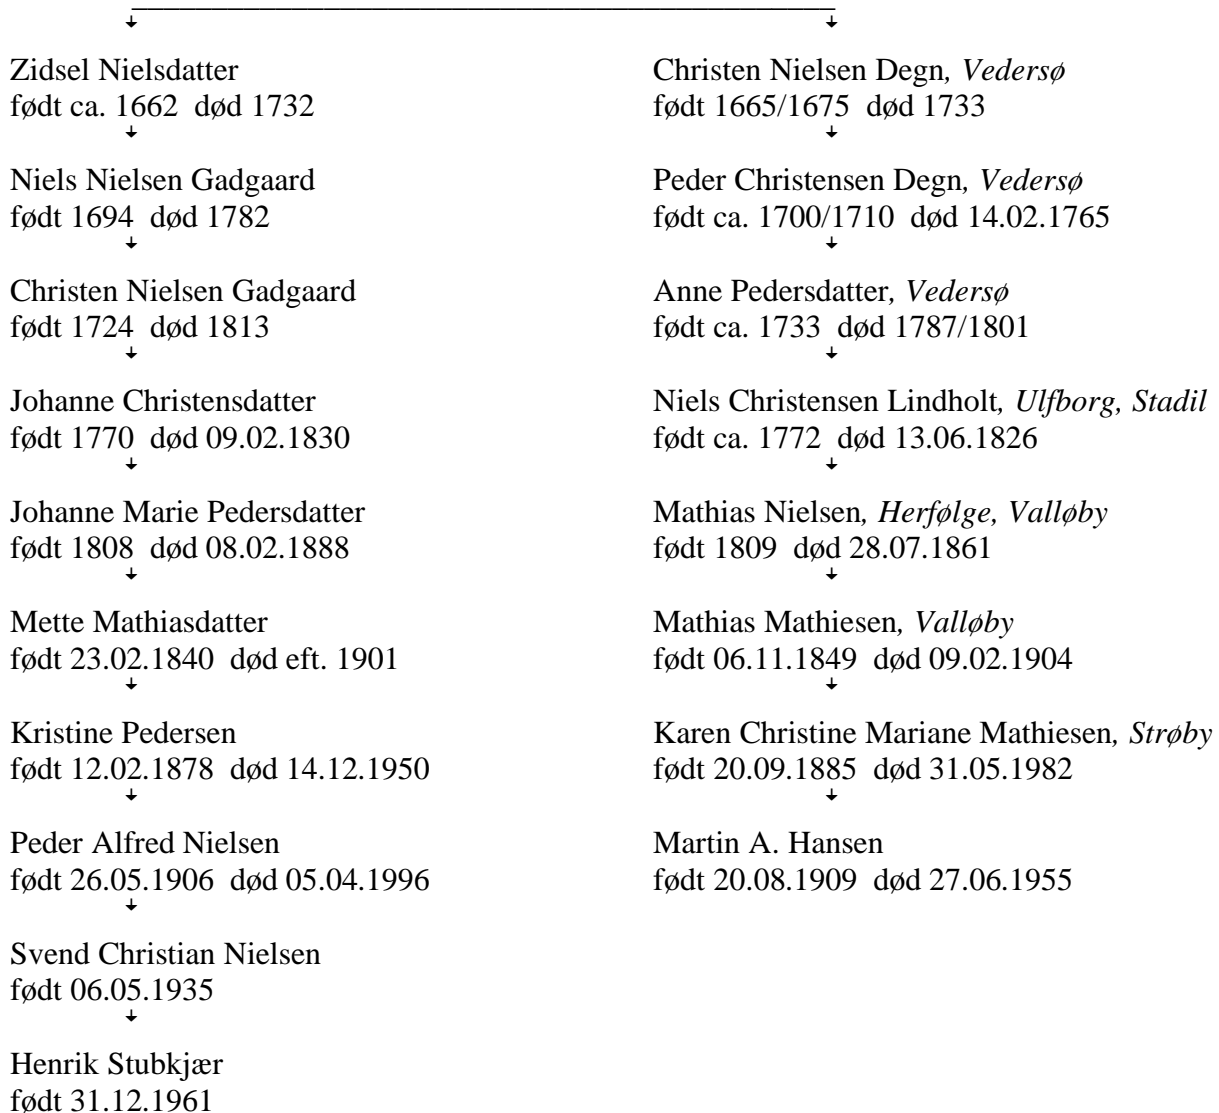 Zidsel Nielsdatter
født ca. 1662  død 1732
Niels Nielsen Gadgaard
født 1694  død 1782
Christen Nielsen Gadgaard
født 1724  død 1813
Johanne Christensdatter
født 1770  død 09.02.1830
Johanne Marie Pedersdatter
født 1808  død 08.02.1888
Mette Mathiasdatter
født 23.02.1840  død eft. 1901
Kristine Pedersen
født 12.02.1878  død 14.12.1950
Peder Alfred Nielsen
født 26.05.1906  død 05.04.1996
Svend Christian Nielsen
født 06.05.1935
Henrik Stubkjær
født 31.12.1961
Christen Nielsen Degn, Vedersø
født 1665/1675  død 1733
Peder Christensen Degn, Vedersø
født ca. 1700/1710  død 14.02.1765
Anne Pedersdatter, Vedersø
født ca. 1733  død 1787/1801
Niels Christensen Lindholt, Ulfborg, Stadil
født ca. 1772  død 13.06.1826
Mathias Nielsen, Herfølge, Valløby
født 1809  død 28.07.1861
Mathias Mathiesen, Valløby
født 06.11.1849  død 09.02.1904
Karen Christine Mariane Mathiesen, Strøby
født 20.09.1885  død 31.05.1982
Martin A. Hansen
født 20.08.1909  død 27.06.1955